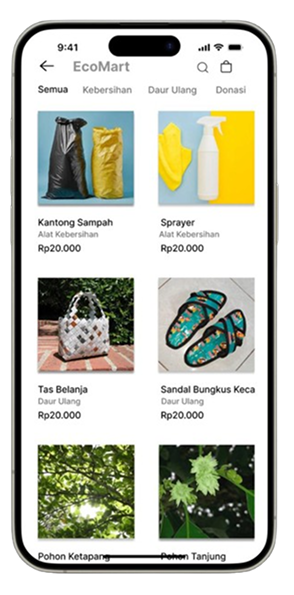 9:41
EcoMart
Semua Kebersihan Daur Ulang Donasi
Kantong Sampah
Alat Kebersihan
Rp20.000
Sprayer
Alat Kebersihan
Rp20.000
Tas Belanja
Daur Ulang
Rp20.000
Sandal Bungkus Keca
Daur Ulang
Rp20.000
Pohon Ketapang
Pohon Tanjung